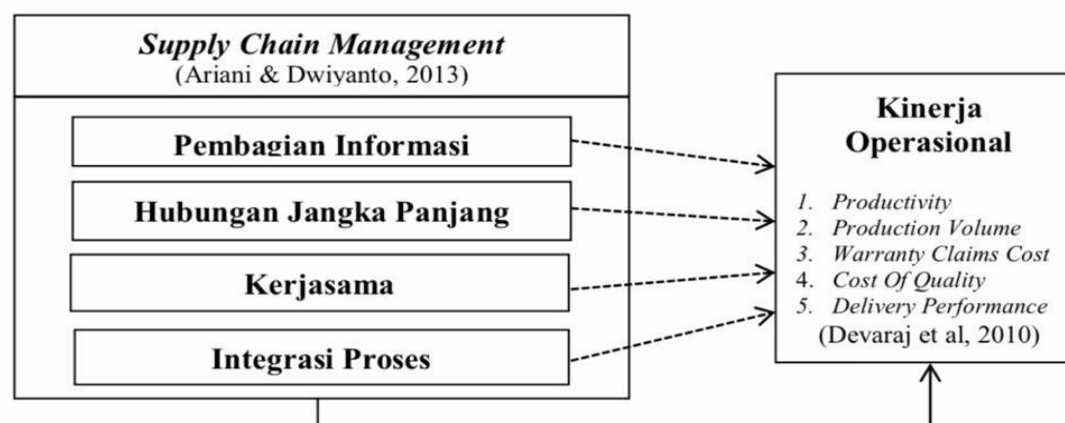 Supply Chain Management
(Ariani & Dwiyanto, 2013)
Pembagian Informasi
Hubungan Jangka Panjang
Kerjasama
Integrasi Proses
Kinerja
Operasional
1. Productivity
2. Production Volume
3. Warranty Claims Cost
4. Cost Of Quality
5. Delivery Performance
(Devaraj et al, 2010)